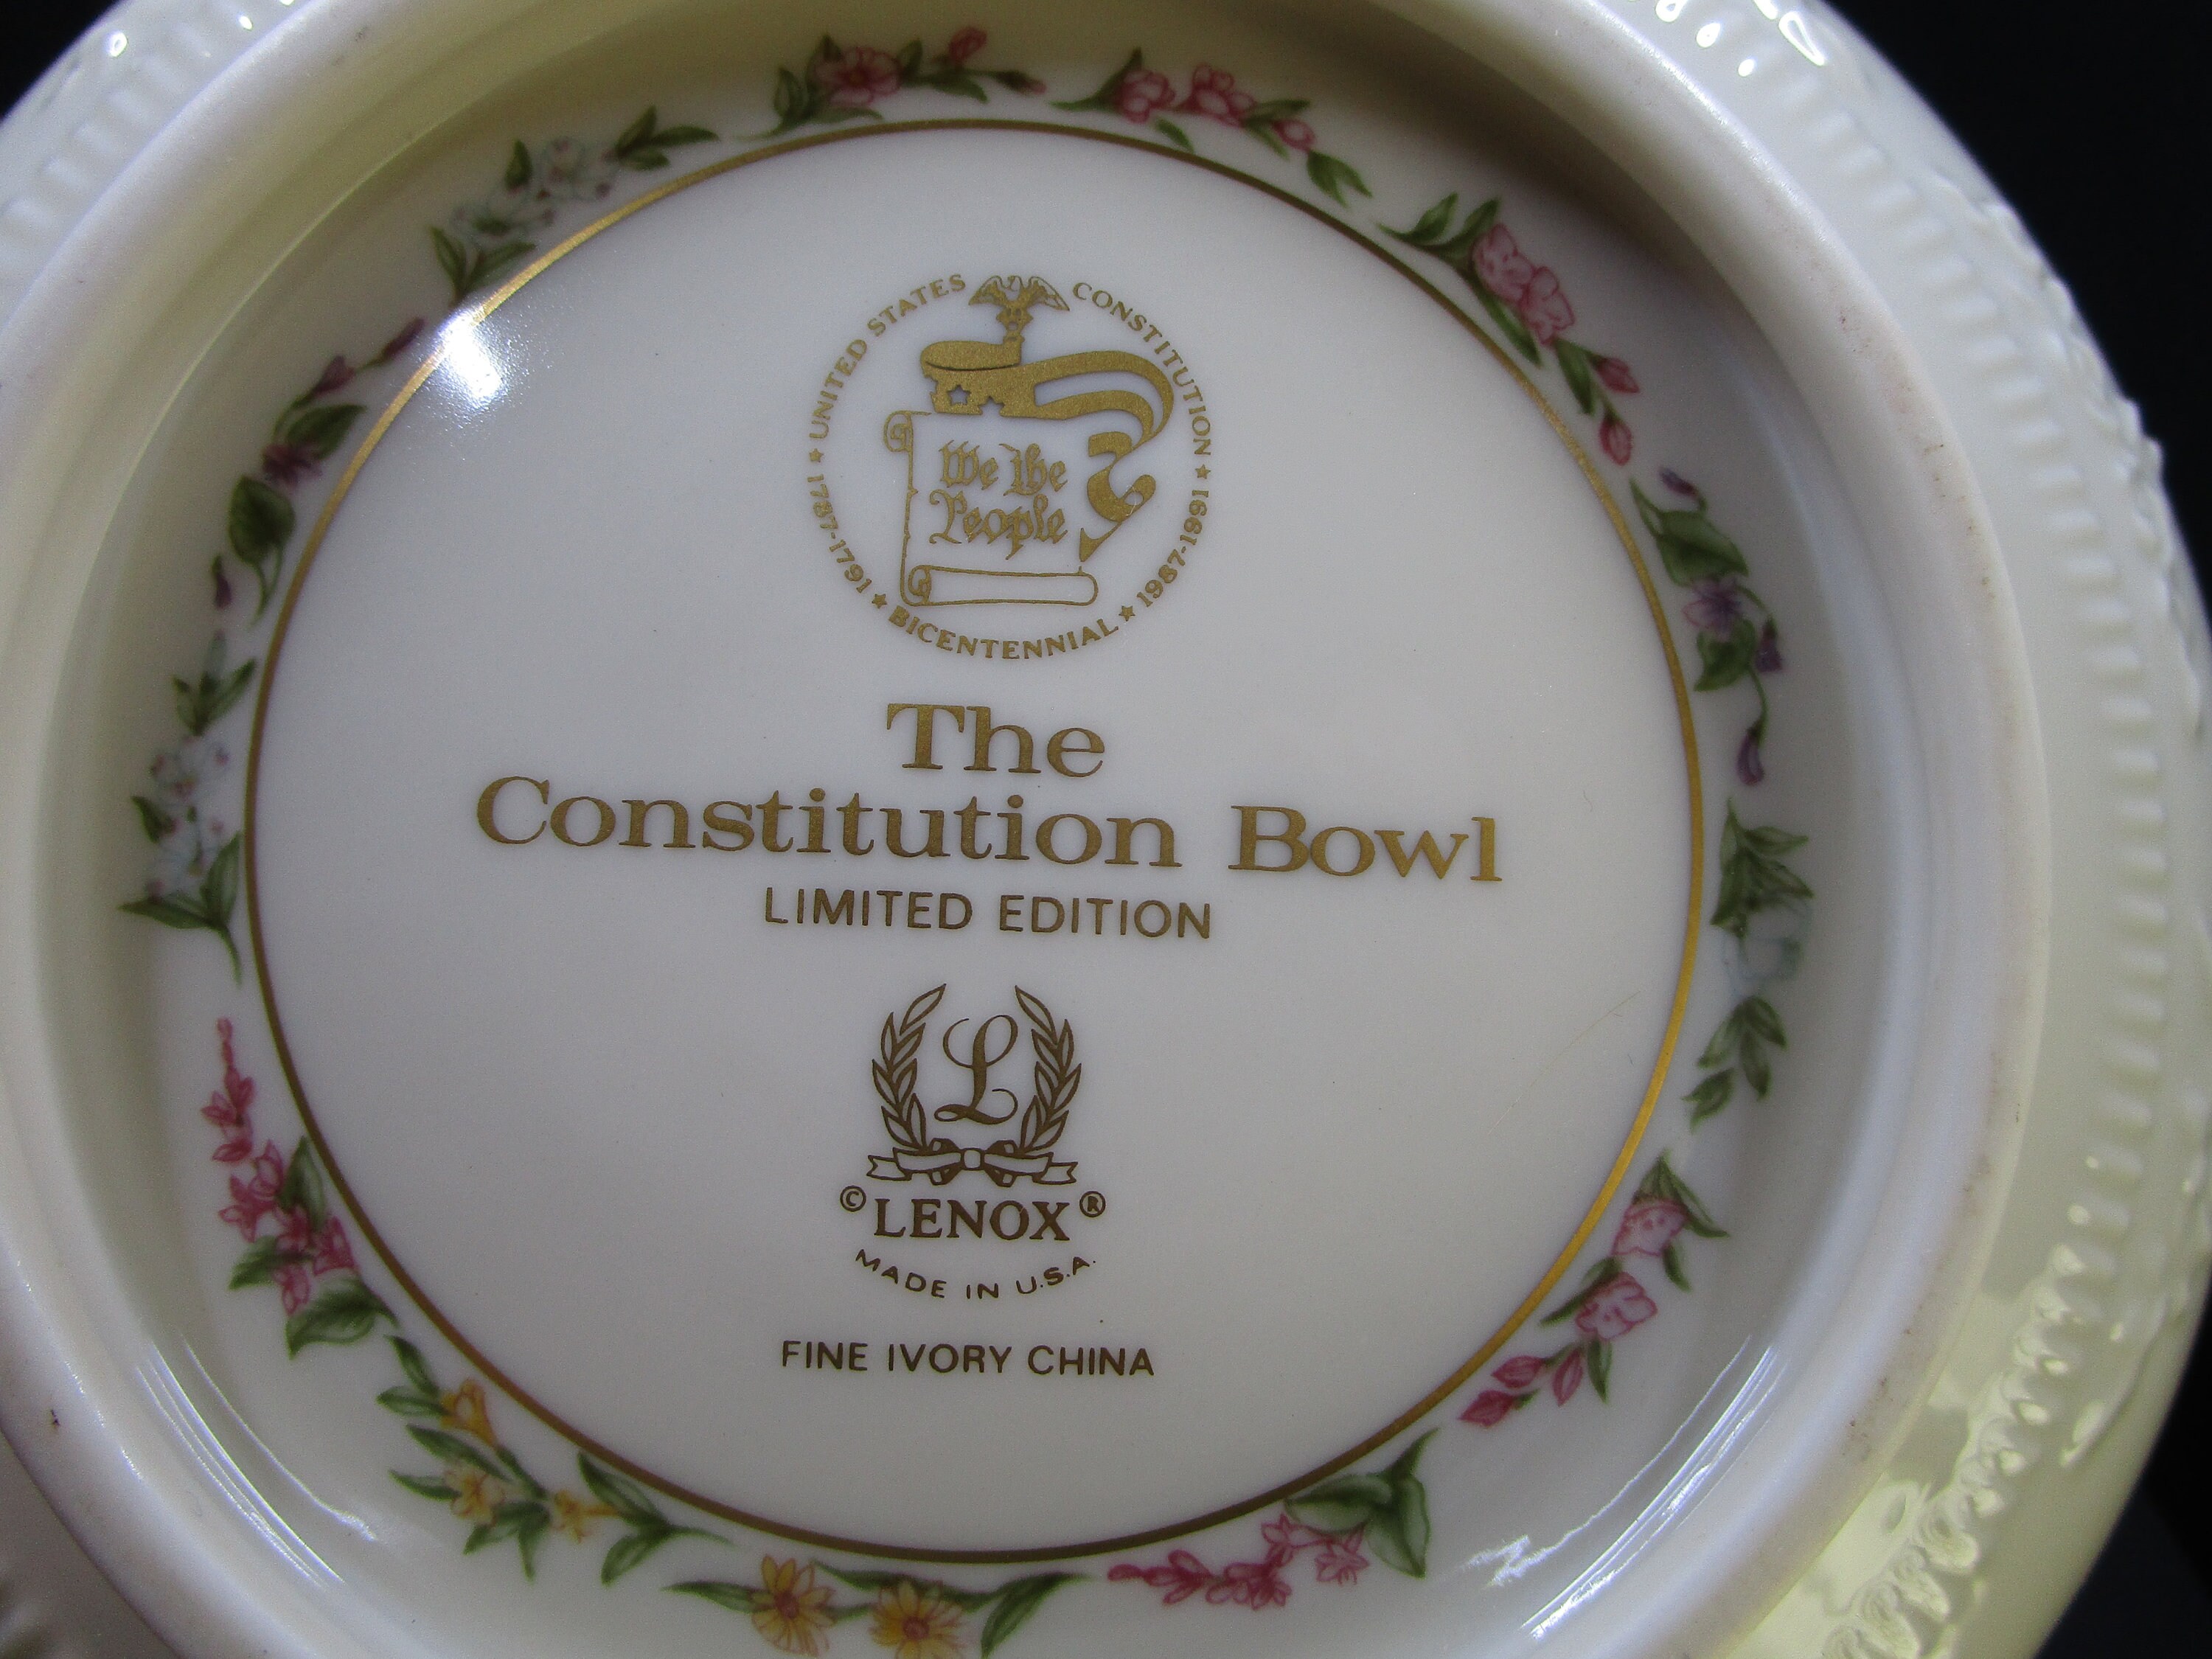 ★ UNITED STATES CONSTITUTION ★
1787-1791 ★ BICENTENNIAL ★ 1987-1991
We the
People
The
Constitution Bowl
LIMITED EDITION
L
© LENOX ®
MADE IN U.S.A.
FINE IVORY CHINA